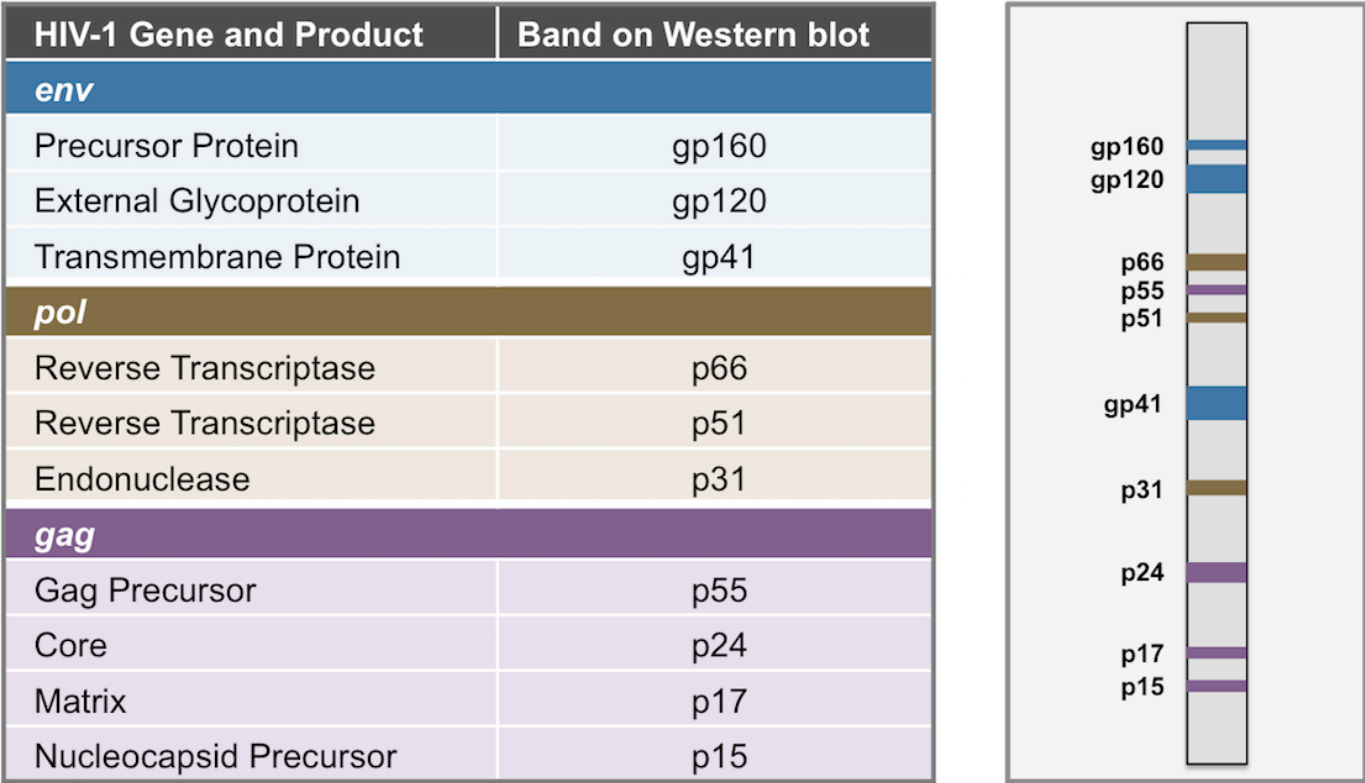 HIV-1 Gene and Product Band on Western blot
env
Precursor Protein gp160
External Glycoprotein gp120
Transmembrane Protein gp41
pol
Reverse Transcriptase p66
Reverse Transcriptase p51
Endonuclease p31
gag
Gag Precursor p55
Core p24
Matrix p17
Nucleocapsid Precursor p15
gp160
gp120
p66
p55
p51
gp41
p31
p24
p17
p15